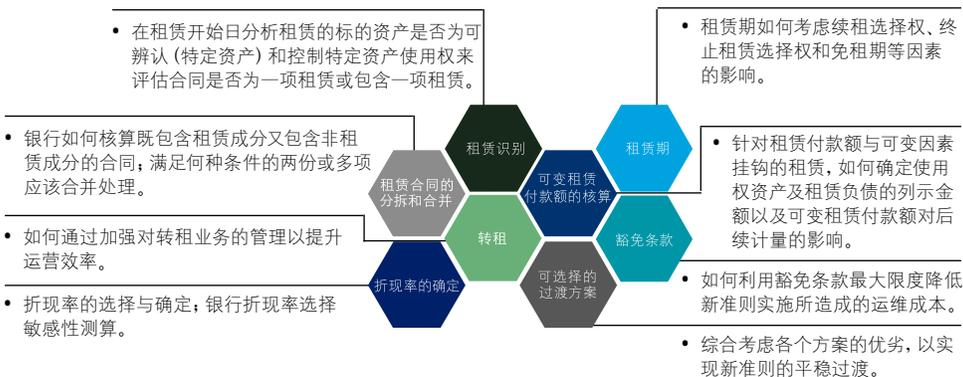 • 在租赁开始日分析租赁的标的资产是否为可
辨认(特定资产)和控制特定资产使用权来
评估合同是否为一项租赁或包含一项租赁。
• 银行如何核算既包含租赁成分又包含非租
赁成分的合同;满足何种条件的两份或多项
应该合并处理。
• 如何通过加强对转租业务的管理以提升
运营效率。
• 折现率的选择与确定;银行折现率选择
敏感性测算。
租赁识别
租赁合同的
分拆和合并
转租
折现率的确定
租赁期
可变租赁
付款额的核算
豁免条款
可选择的
过渡方案
• 租赁期如何考虑续租选择权、终
止租赁选择权和免租期等因素
的影响。
• 针对租赁付款额与可变因素
挂钩的租赁,如何确定使用
权资产及租赁负债的列示金
额以及可变租赁付款额对后
续计量的影响。
• 如何利用豁免条款最大限度降低
新准则实施所造成的运维成本。
• 综合考虑各个方案的优劣,以实
现新准则的平稳过渡。